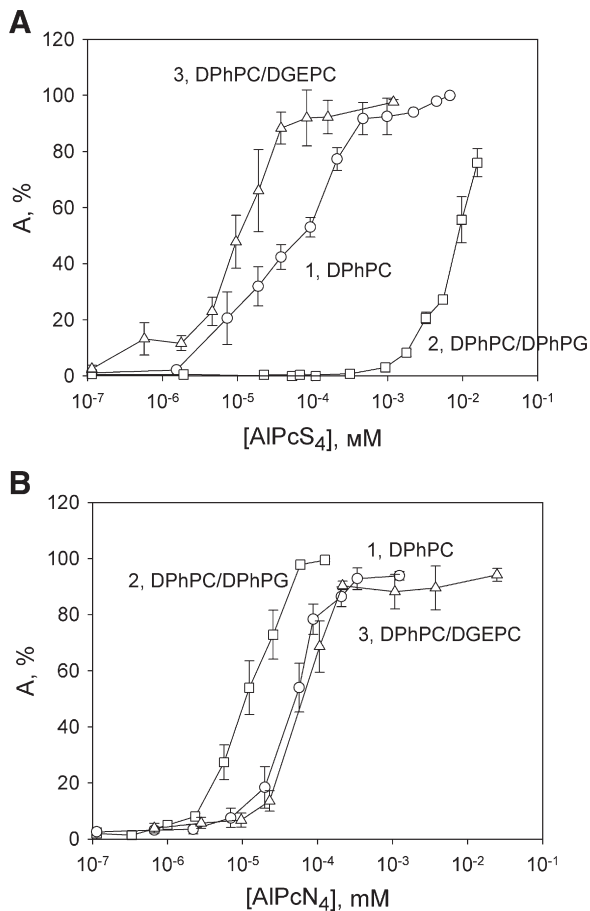 A
120
100
80
60
40
20
0
A, %
3, DPhPC/DGEPC
1, DPhPC
2, DPhPC/DPhPG
10-7 10-6 10-5 10-4 10-3 10-2 10-1
[AlPcS4], мM
B
120
100
80
60
40
20
0
A, %
1, DPhPC
2, DPhPC/DPhPG
3, DPhPC/DGEPC
10-7 10-6 10-5 10-4 10-3 10-2 10-1
[AlPcN4], mM